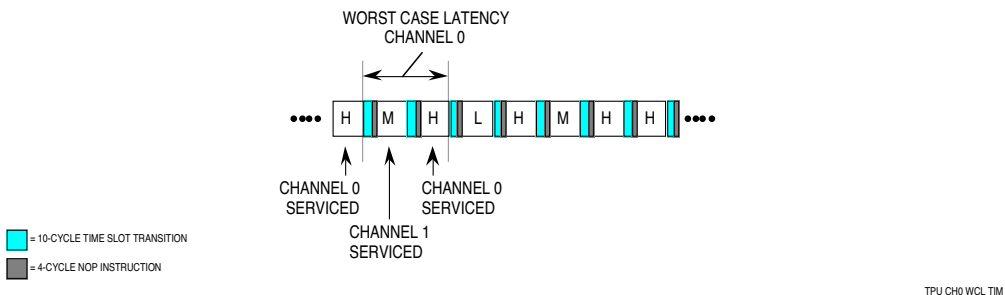 WORST CASE LATENCY
CHANNEL 0
H M H L H M H H
CHANNEL 0
SERVICED
CHANNEL 0
SERVICED
CHANNEL 1
SERVICED
= 10-CYCLE TIME SLOT TRANSITION
= 4-CYCLE NOP INSTRUCTION
TPU CH0 WCL TIM